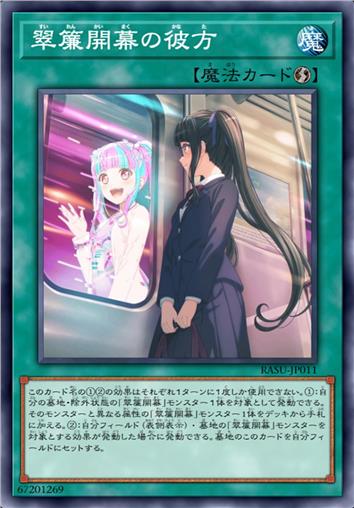 翠簾開幕の彼方
魔
【魔法カード】
RASU-JP011
このカード名の①②の効果はそれぞれ1ターンに1度しか使用できない。①：自
分の墓地・除外状態の「翠簾開幕」モンスター1体を対象として発動できる。
そのモンスターと異なる属性の「翠簾開幕」モンスター1体をデッキから手札
に加える。②：自分フィールド（表側表示）・墓地の「翠簾開幕」モンスターを
対象とする効果が発動した場合に発動できる。墓地のこのカードを自分フィ
ールドにセットする。
67201269